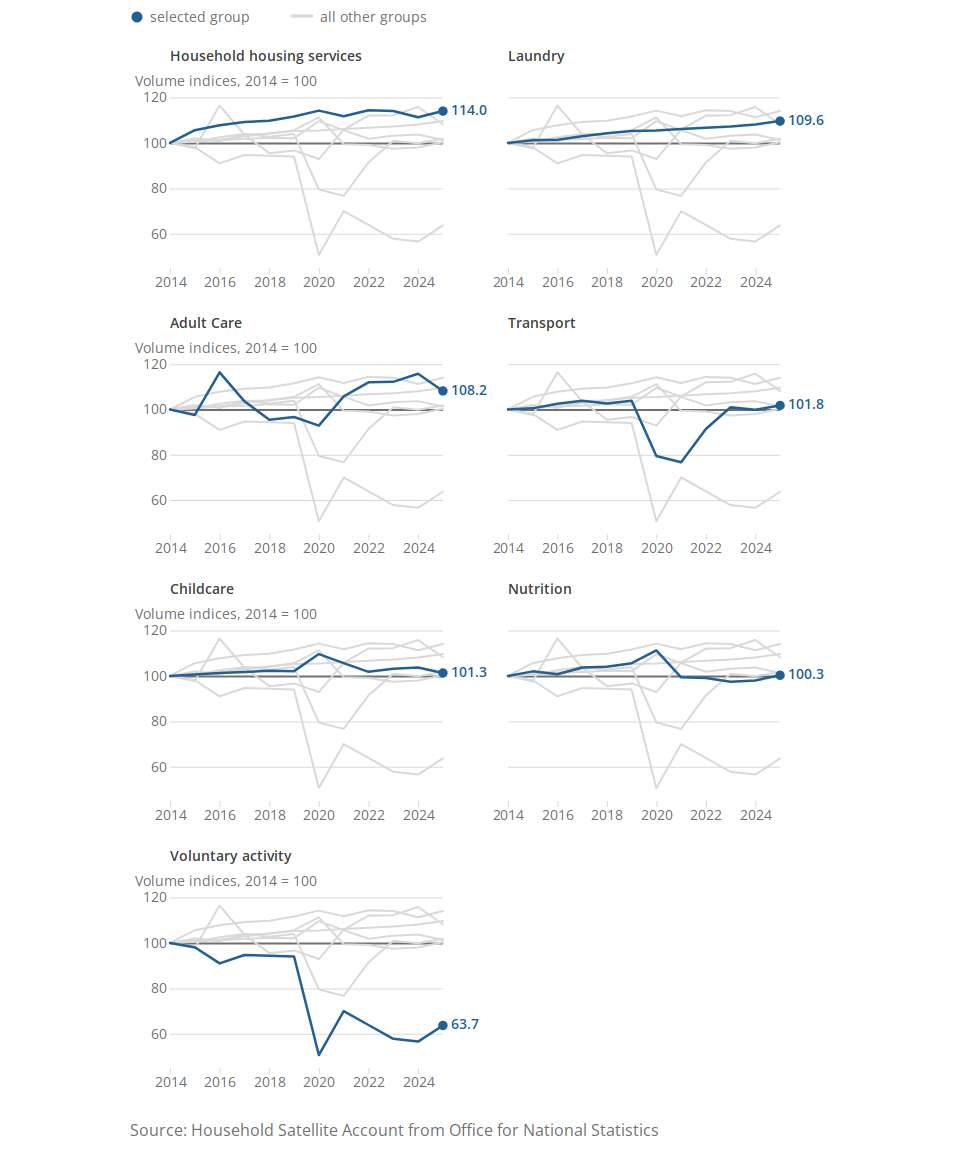 selected group all other groups
Household housing services Laundry
Volume indices, 2014 = 100
120
114.0
109.6
100
80
60
2014 2016 2018 2020 2022 2024 2014 2016 2018 2020 2022 2024
Adult Care Transport
Volume indices, 2014 = 100
120
108.2
101.8
100
80
60
2014 2016 2018 2020 2022 2024 2014 2016 2018 2020 2022 2024
Childcare Nutrition
Volume indices, 2014 = 100
120
101.3
100.3
100
80
60
2014 2016 2018 2020 2022 2024 2014 2016 2018 2020 2022 2024
Voluntary activity
Volume indices, 2014 = 100
120
100
80
63.7
60
2014 2016 2018 2020 2022 2024
Source: Household Satellite Account from Office for National Statistics